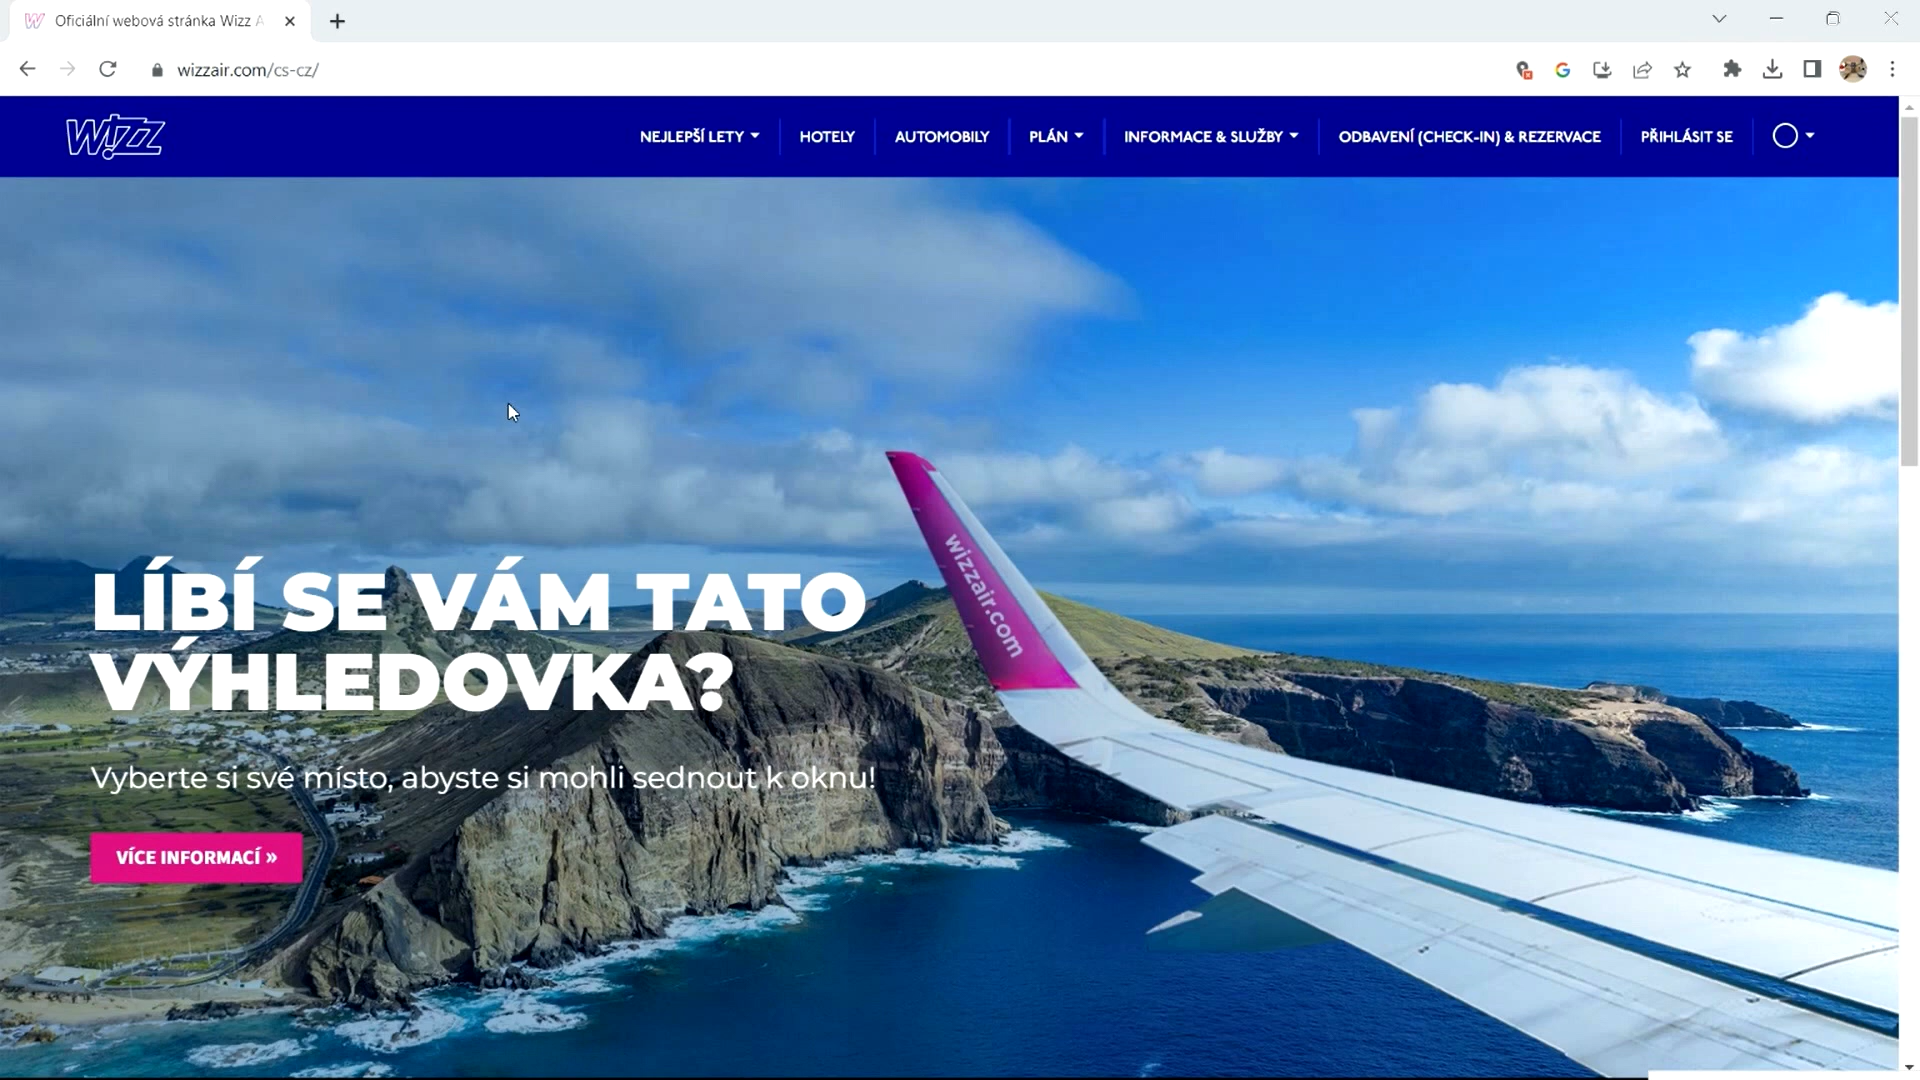 Oficiální webová stránka Wizz A
wizzair.com/cs-cz/
WIZZ
NEJLEPŠÍ LETY
HOTELY
AUTOMOBILY
PLÁN
INFORMACE & SLUŽBY
ODBAVENÍ (CHECK-IN) & REZERVACE
PŘIHLÁSIT SE
wizzair.com
LÍBÍ SE VÁM TATO
VÝHLEDOVKA?
Vyberte si své místo, abyste si mohli sednout k oknu!
VÍCE INFORMACÍ »